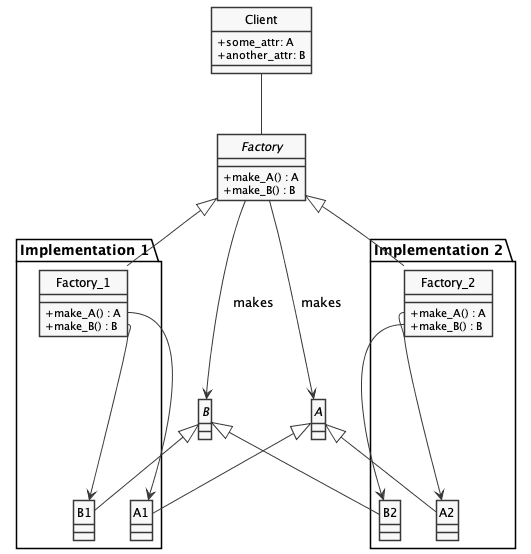 Client
+some_attr: A
+another_attr: B
Factory
+make_A() : A
+make_B() : B
Implementation 1
Implementation 2
Factory_1
+make_A() : A
+make_B() : B
Factory_2
+make_A() : A
+make_B() : B
makes
makes
B
A
B1
A1
B2
A2